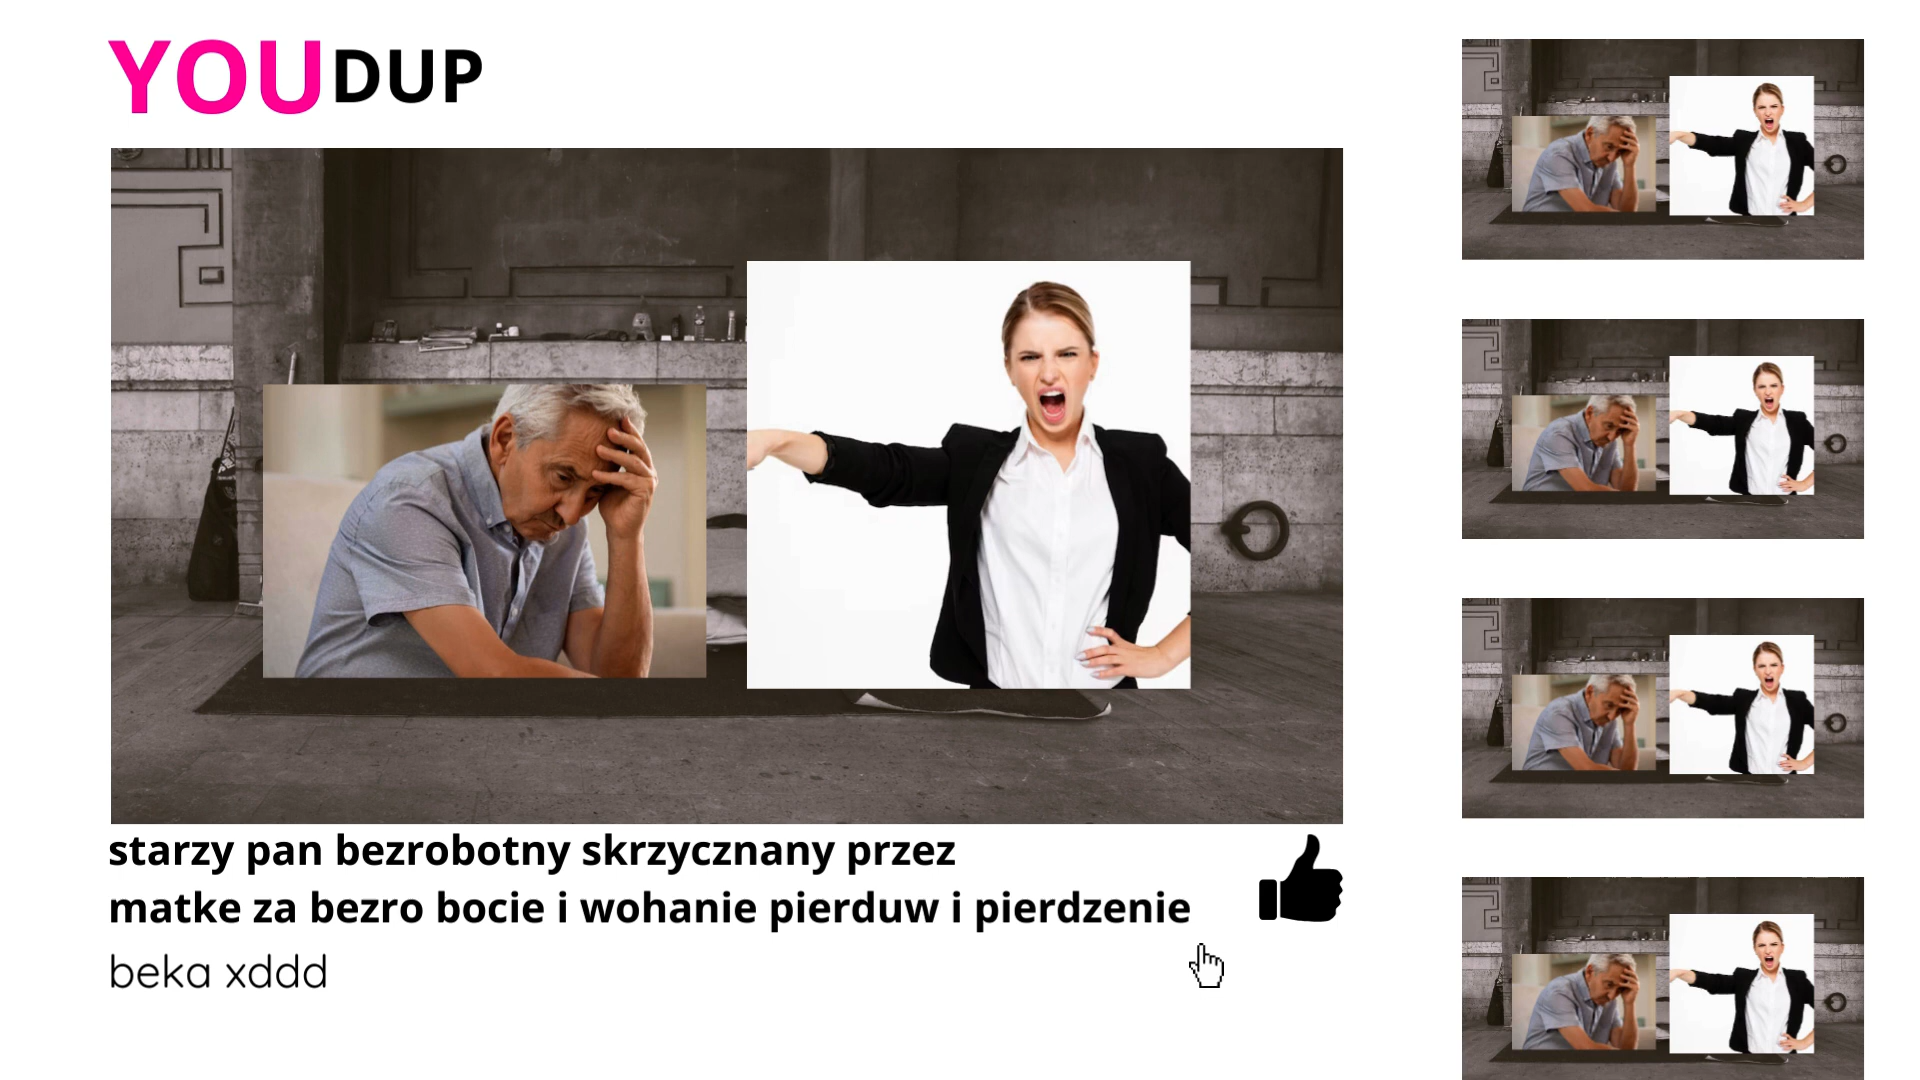 YOUDUP
starzy pan bezrobotny skrzycznany przez
matke za bezro bocie i wohanie pierduw i pierdzenie
beka xddd